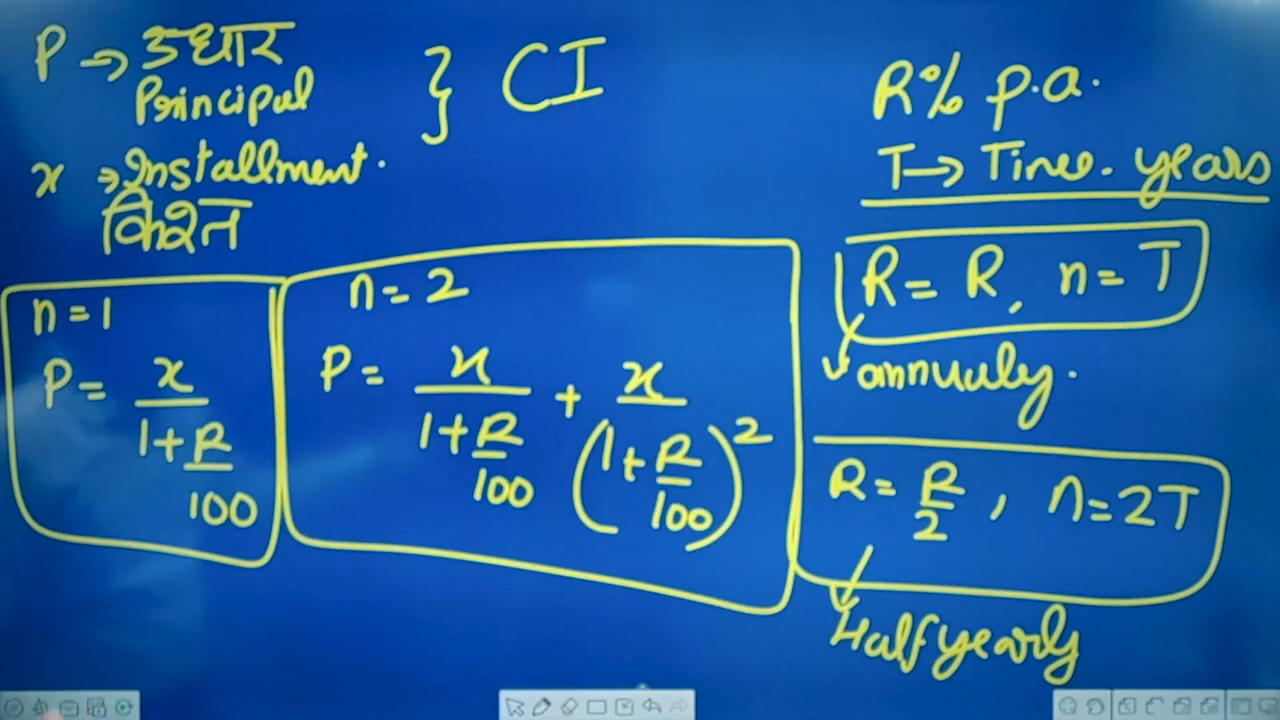 P → उधार
Principal
} CI
x → Installment.
किश्त
R% p.a.
T → Time. years
n = 1
P = x / (1 + R/100)
n = 2
P = x / (1 + R/100) + x / (1 + R/100)²
R = R, n = T
annualy.
R = R/2, n = 2T
Half yearly